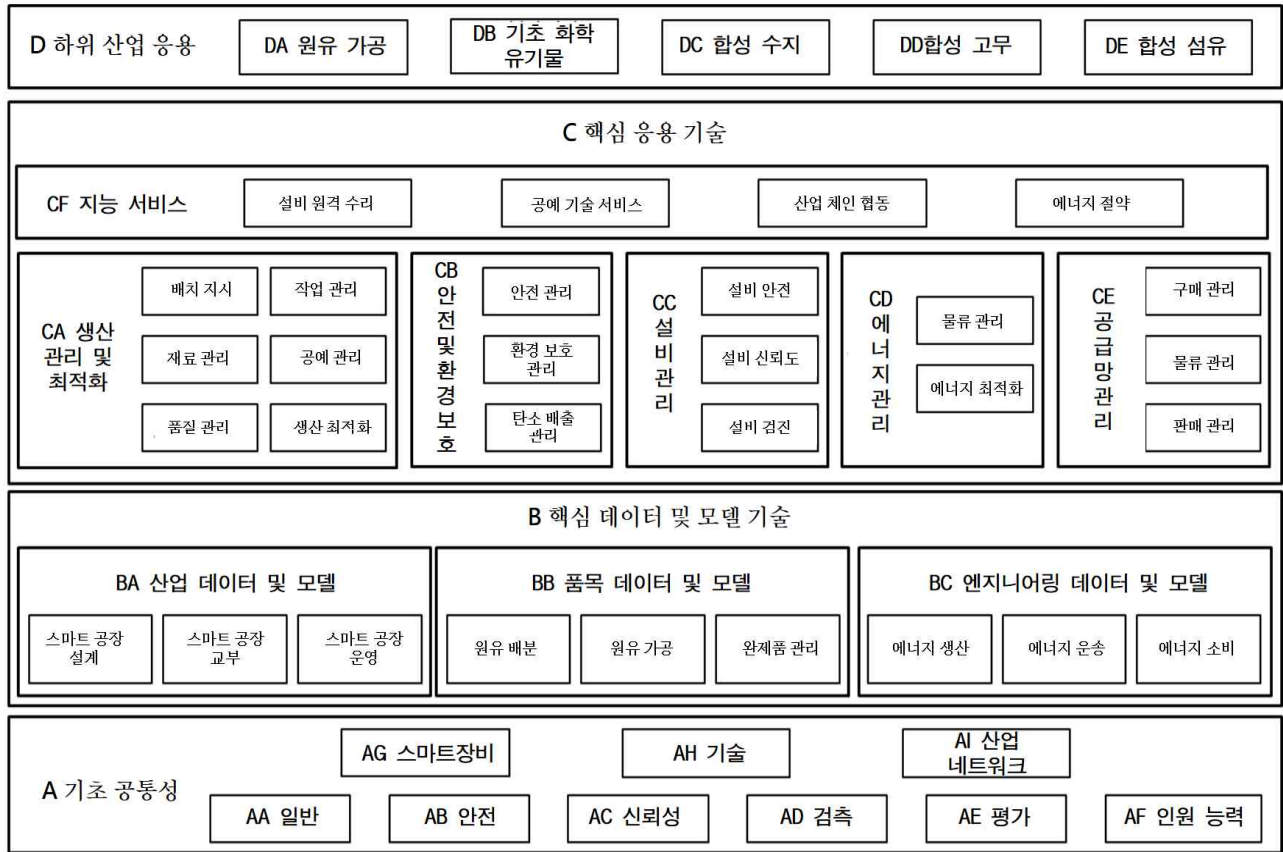 D 하위 산업 응용
DA 원유 가공
DB 기초 화학
유기물
DC 합성 수지
DD합성 고무
DE 합성 섬유
C 핵심 응용 기술
CF 지능 서비스
설비 원격 수리
공예 기술 서비스
산업 체인 협동
에너지 절약
CA 생산
관리 및
최적화
배치 지시
작업 관리
재료 관리
공예 관리
품질 관리
생산 최적화
CB
안
전
및
환
경
보
호
안전 관리
환경 보호
관리
탄소 배출
관리
CC
설
비
관
리
설비 안전
설비 신뢰도
설비 검진
CD
에
너
지
관
리
물류 관리
에너지 최적화
CE
공
급
망
관
리
구매 관리
물류 관리
판매 관리
B 핵심 데이터 및 모델 기술
BA 산업 데이터 및 모델
스마트 공장
설계
스마트 공장
교부
스마트 공장
운영
BB 품목 데이터 및 모델
원유 배분
원유 가공
완제품 관리
BC 엔지니어링 데이터 및 모델
에너지 생산
에너지 운송
에너지 소비
A 기초 공통성
AG 스마트장비
AH 기술
AI 산업
네트워크
AA 일반
AB 안전
AC 신뢰성
AD 검측
AE 평가
AF 인원 능력